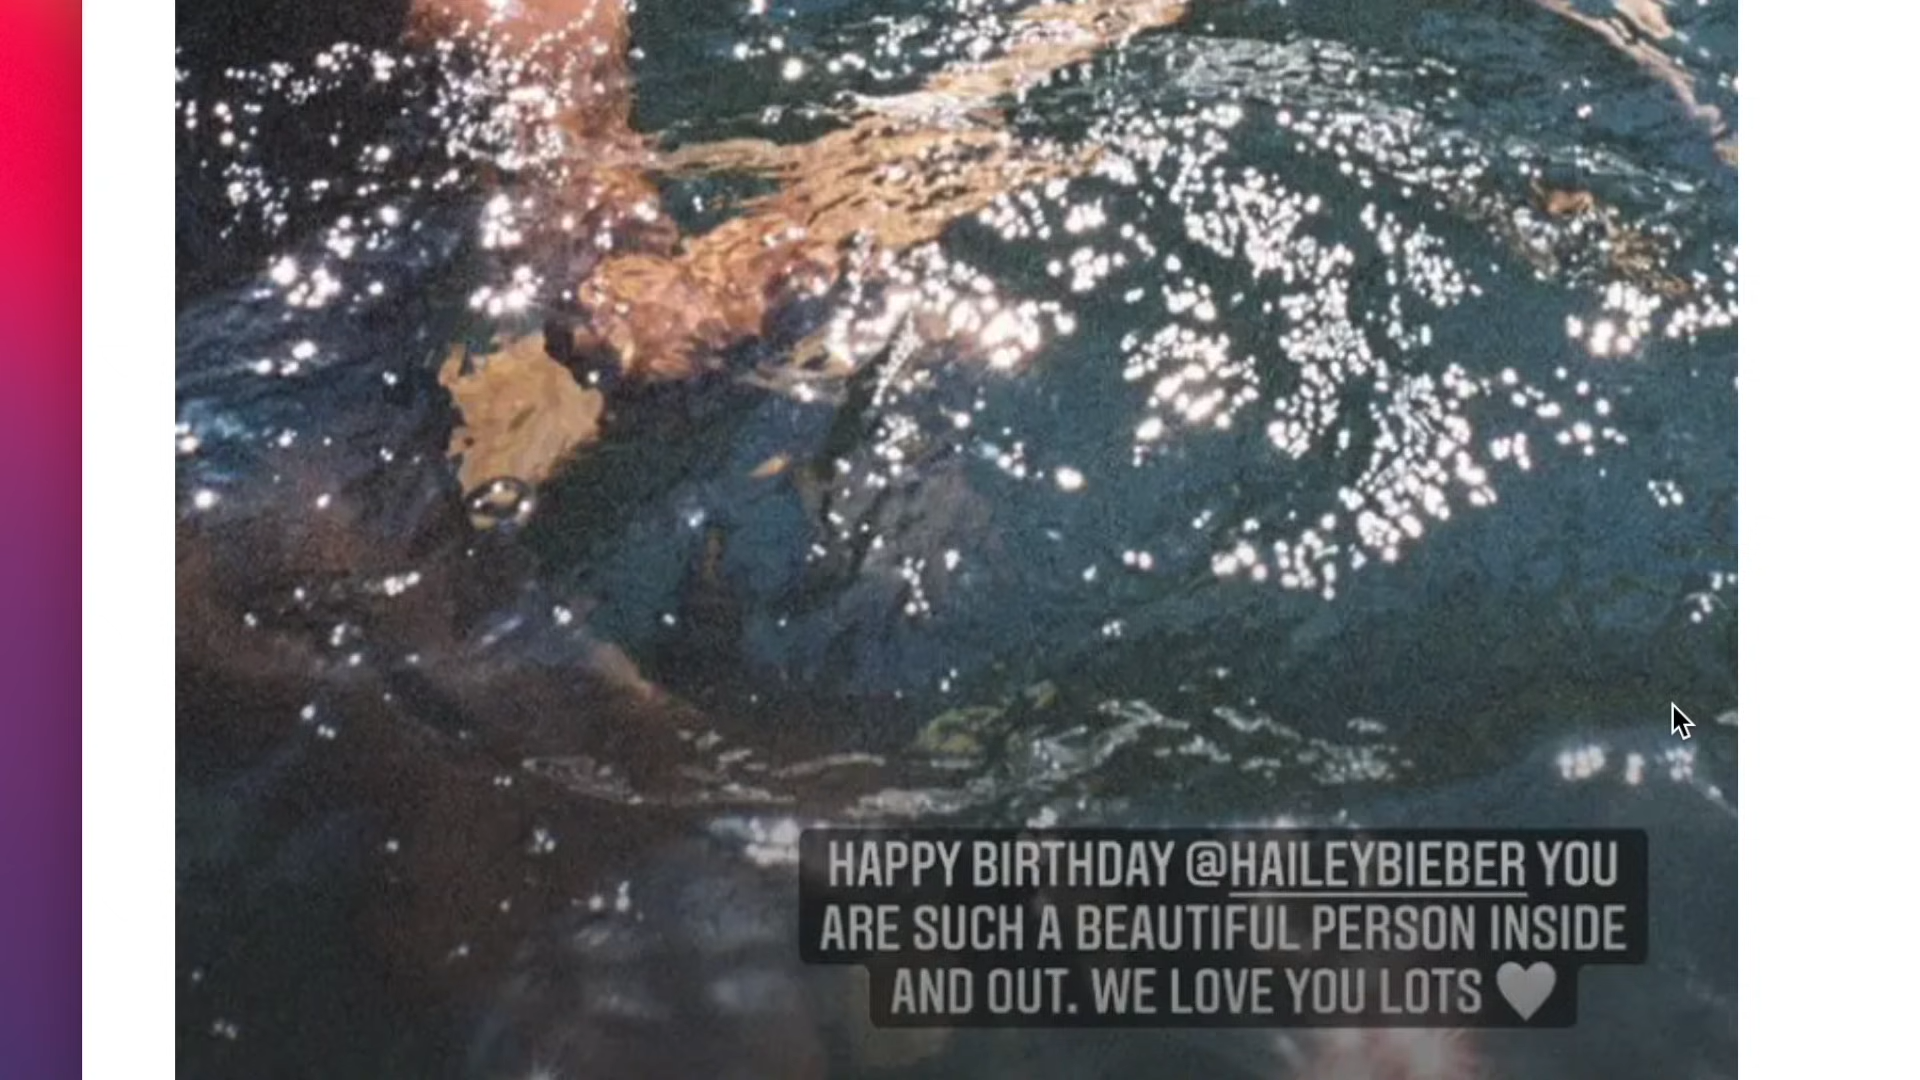 HAPPY BIRTHDAY @HAILEYBIEBER YOU
ARE SUCH A BEAUTIFUL PERSON INSIDE
AND OUT. WE LOVE YOU LOTS 🤍